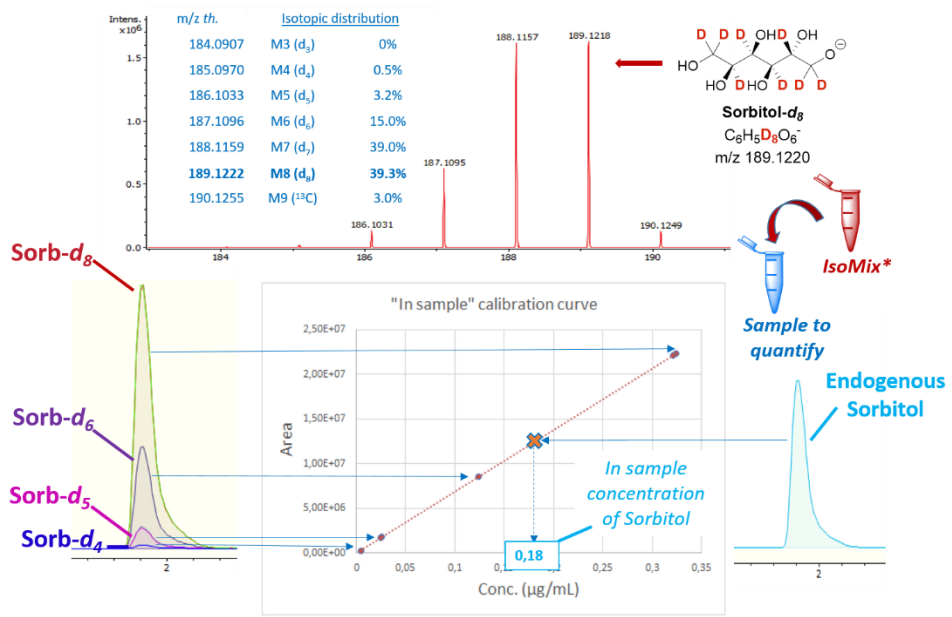 Intens.
×10⁶
1.5
1.0
0.5
0.0
184
186
188
190
m/z th.
Isotopic distribution
184.0907 M3 (d₃) 0%
185.0970 M4 (d₄) 0.5%
186.1033 M5 (d₅) 3.2%
187.1096 M6 (d₆) 15.0%
188.1159 M7 (d₇) 39.0%
189.1222 M8 (d₈) 39.3%
190.1255 M9 (¹³C) 3.0%
186.1031
187.1095
188.1157
189.1218
190.1249
D D HO D OH
HO O⊖
OH D HO D D D
Sorbitol-d₈
C₆H₅D₈O₆⁻
m/z 189.1220
IsoMix*
Sample to
quantify
Sorb-d₈
Sorb-d₆
Sorb-d₅
Sorb-d₄
2
"In sample" calibration curve
2,50E+07
2,00E+07
1,50E+07
1,00E+07
5,00E+06
0,00E+00
Area
0 0,05 0,1 0,15 0,2 0,25 0,3 0,35
Conc. (µg/mL)
In sample
concentration
of Sorbitol
0,18
Endogenous
Sorbitol
2